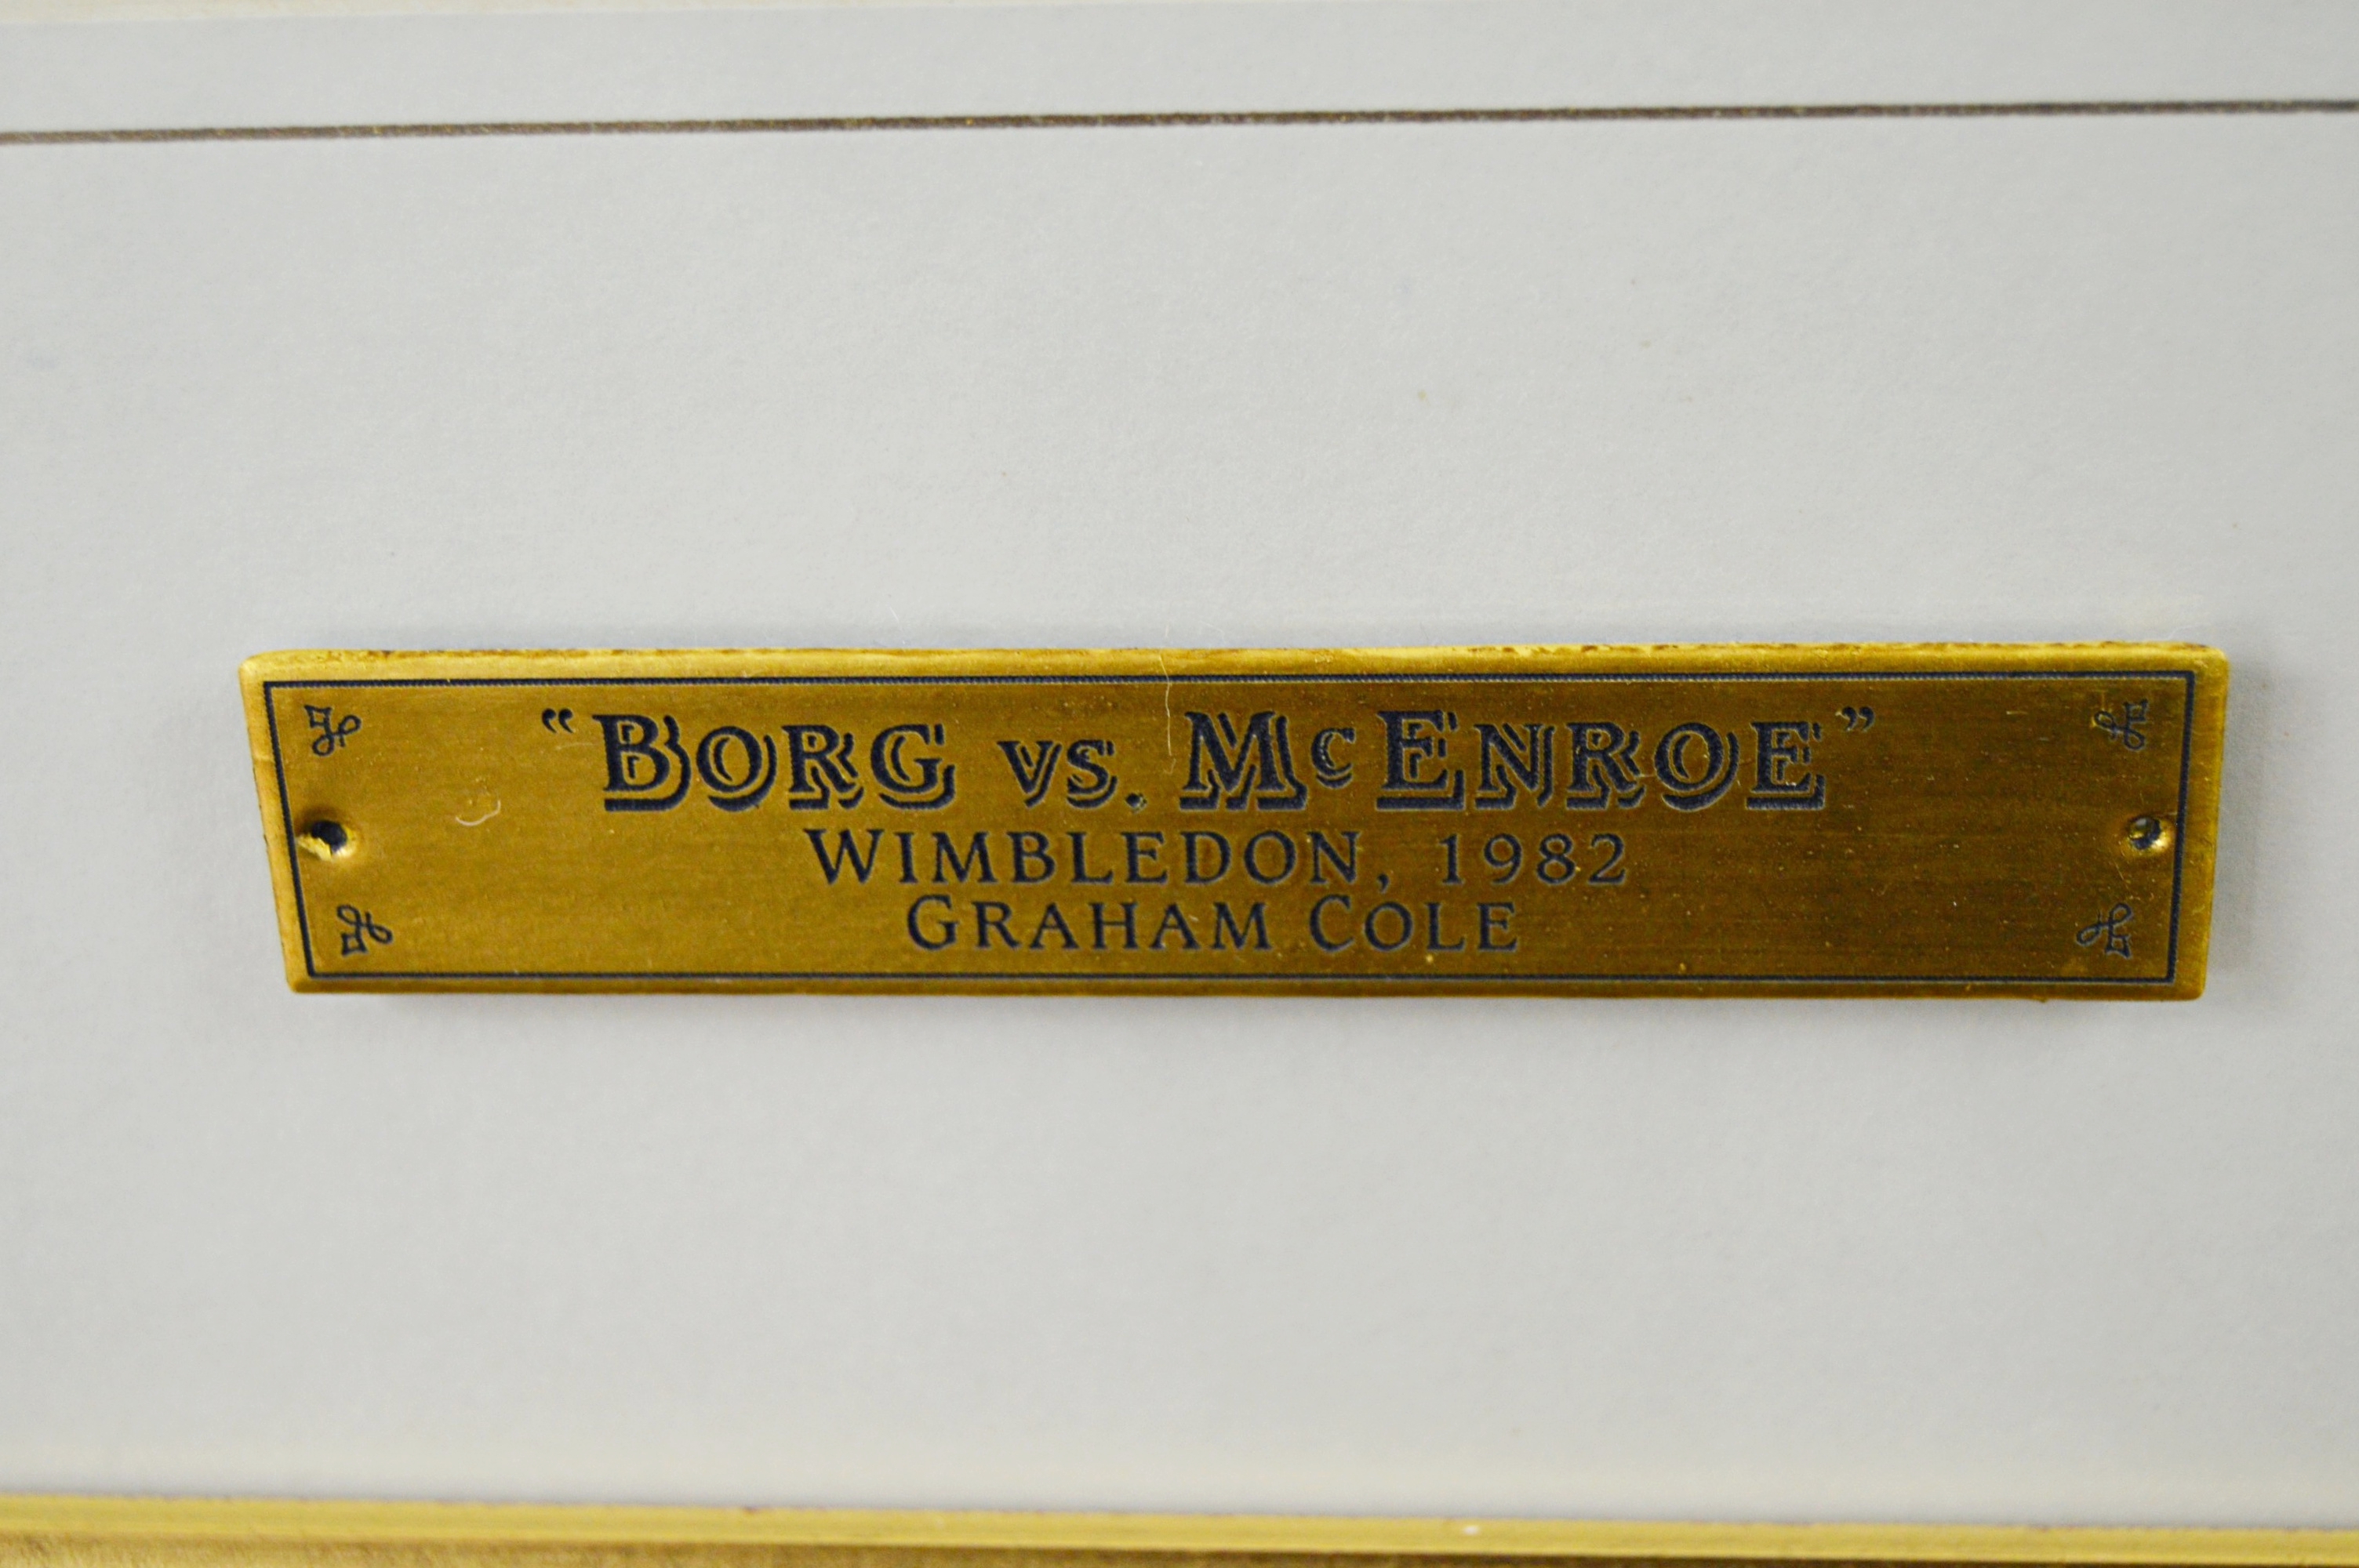 “BORG VS. McENROE”
WIMBLEDON, 1982
GRAHAM COLE